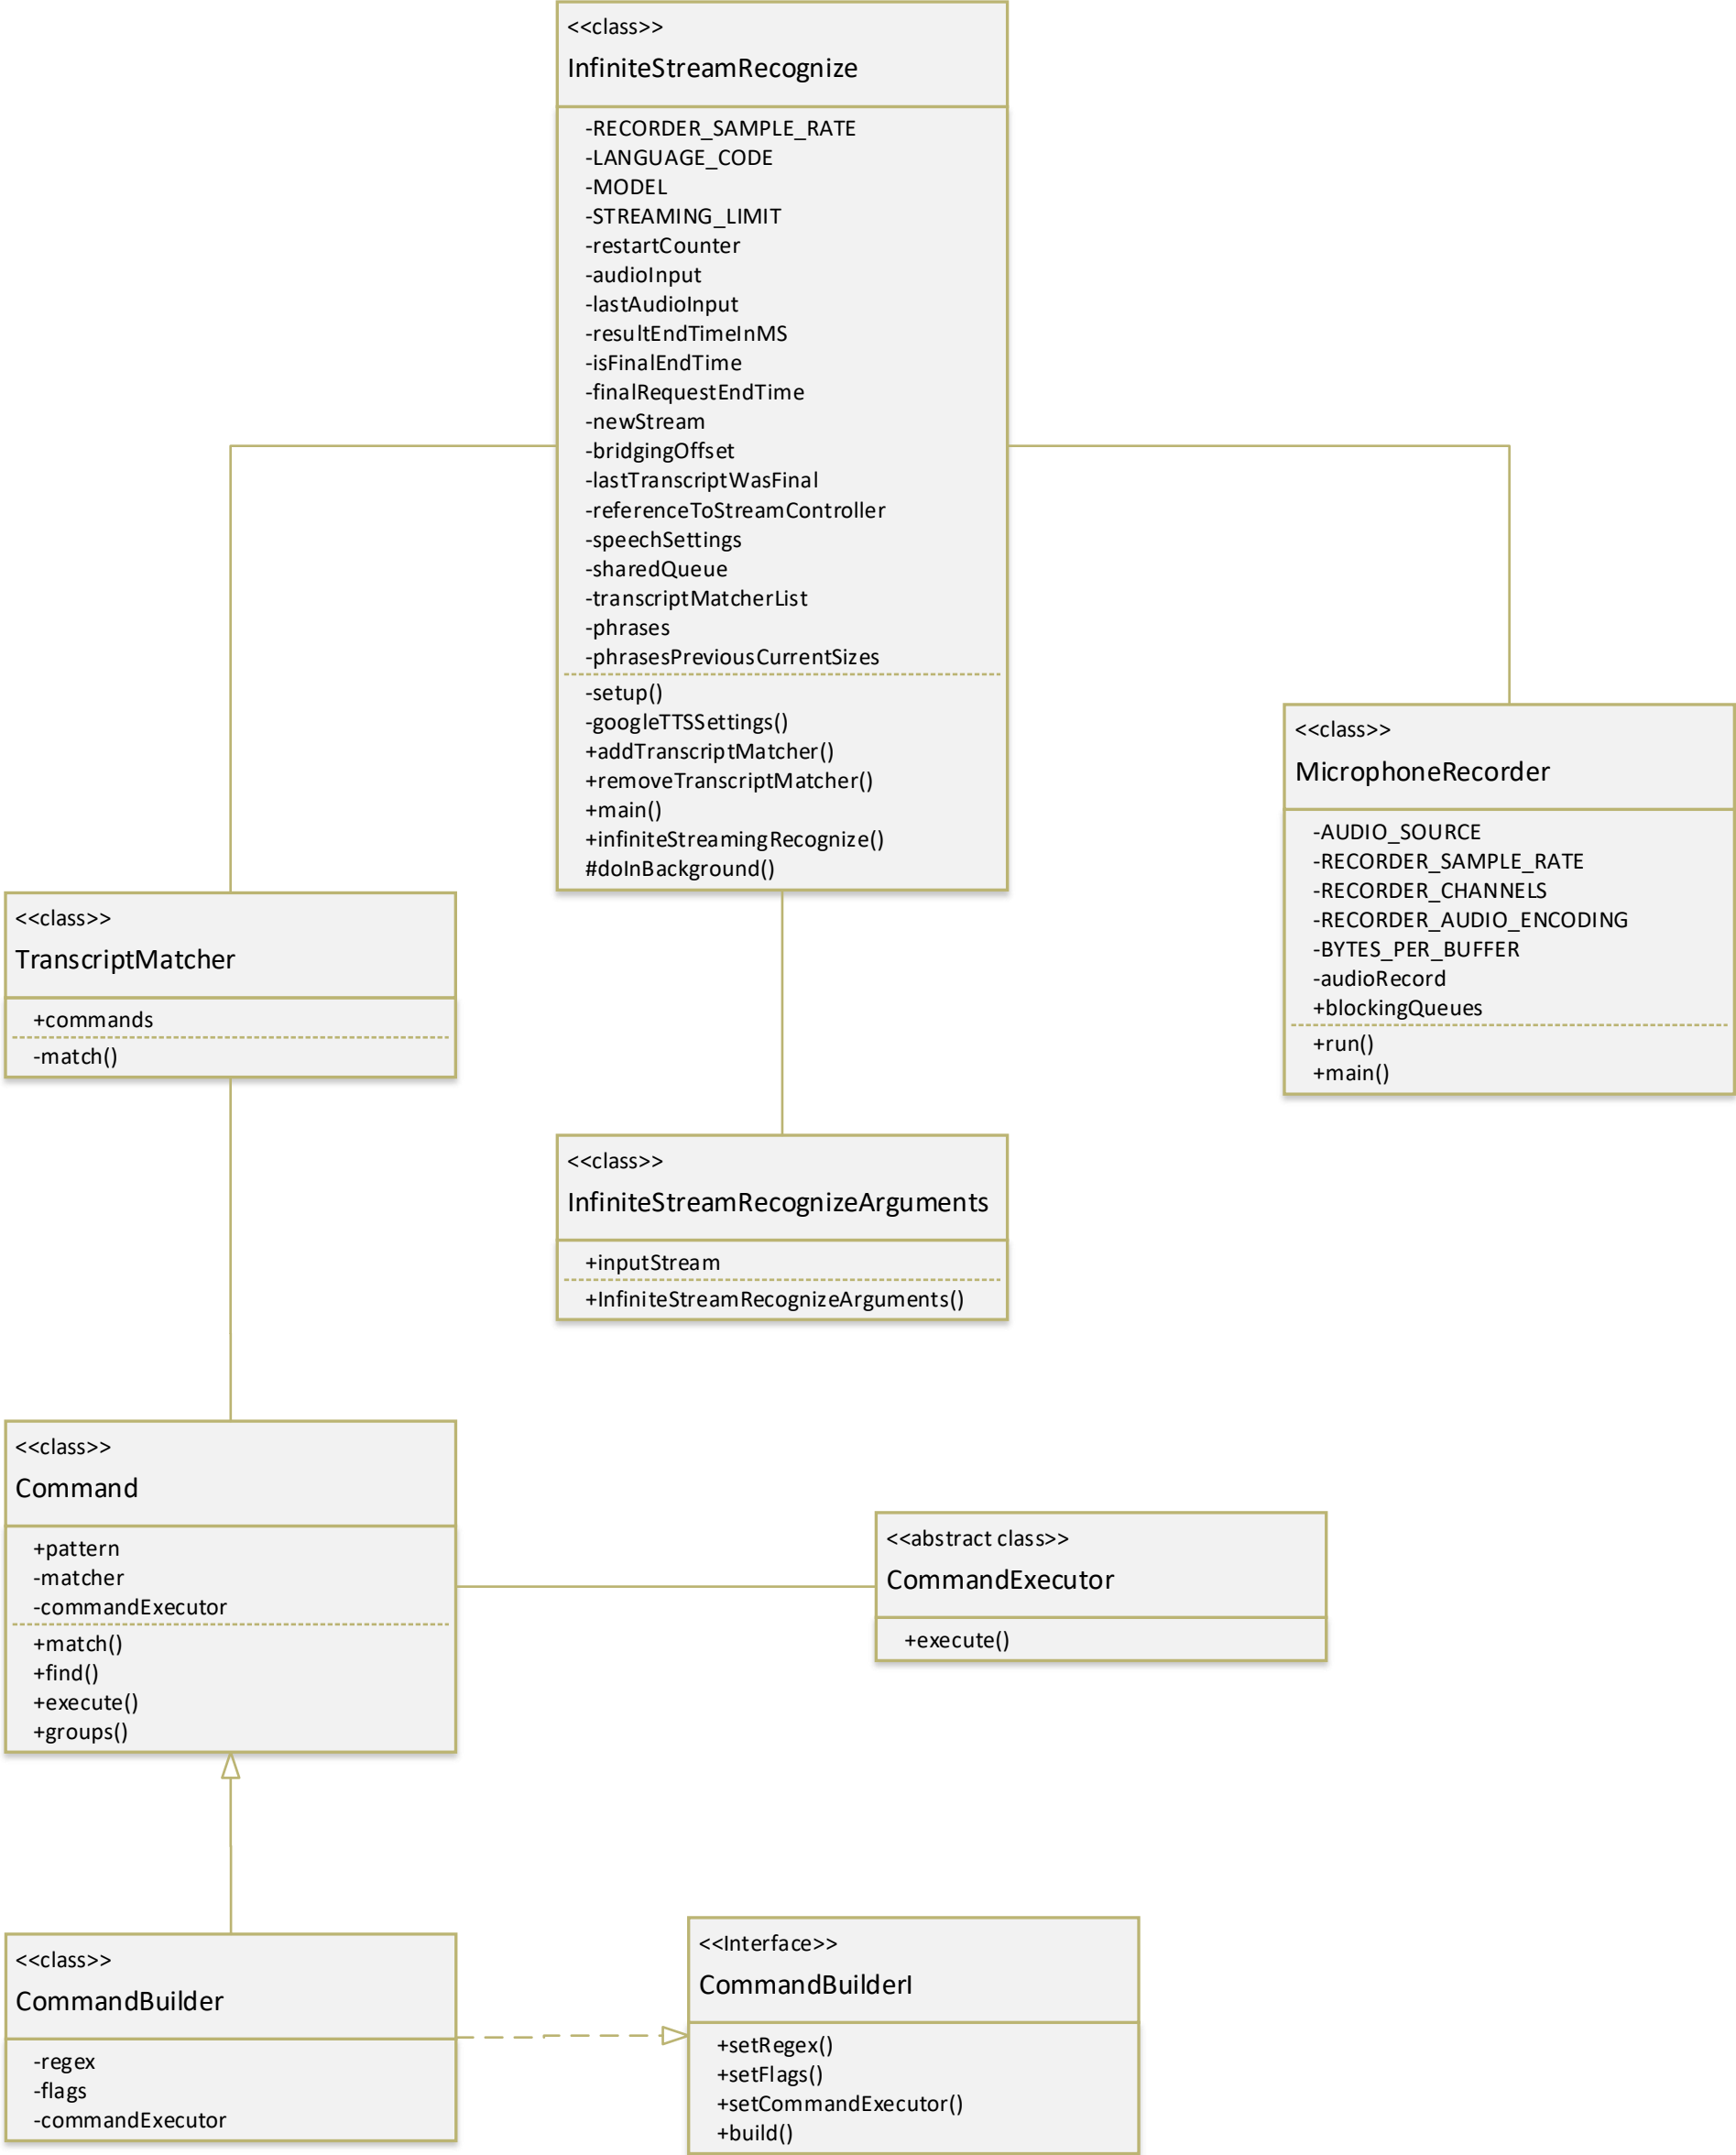 <<class>>
InfiniteStreamRecognize
-RECORDER_SAMPLE_RATE
-LANGUAGE_CODE
-MODEL
-STREAMING_LIMIT
-restartCounter
-audioInput
-lastAudioInput
-resultEndTimeInMS
-isFinalEndTime
-finalRequestEndTime
-newStream
-bridgingOffset
-lastTranscriptWasFinal
-referenceToStreamController
-speechSettings
-sharedQueue
-transcriptMatcherList
-phrases
-phrasesPreviousCurrentSizes
-setup()
-googleTTSSettings()
+addTranscriptMatcher()
+removeTranscriptMatcher()
+main()
+infiniteStreamingRecognize()
#doInBackground()
<<class>>
MicrophoneRecorder
-AUDIO_SOURCE
-RECORDER_SAMPLE_RATE
-RECORDER_CHANNELS
-RECORDER_AUDIO_ENCODING
-BYTES_PER_BUFFER
-audioRecord
+blockingQueues
+run()
+main()
<<class>>
TranscriptMatcher
+commands
-match()
<<class>>
InfiniteStreamRecognizeArguments
+inputStream
+InfiniteStreamRecognizeArguments()
<<class>>
Command
+pattern
-matcher
-commandExecutor
+match()
+find()
+execute()
+groups()
<<abstract class>>
CommandExecutor
+execute()
<<class>>
CommandBuilder
-regex
-flags
-commandExecutor
<<Interface>>
CommandBuilderI
+setRegex()
+setFlags()
+setCommandExecutor()
+build()